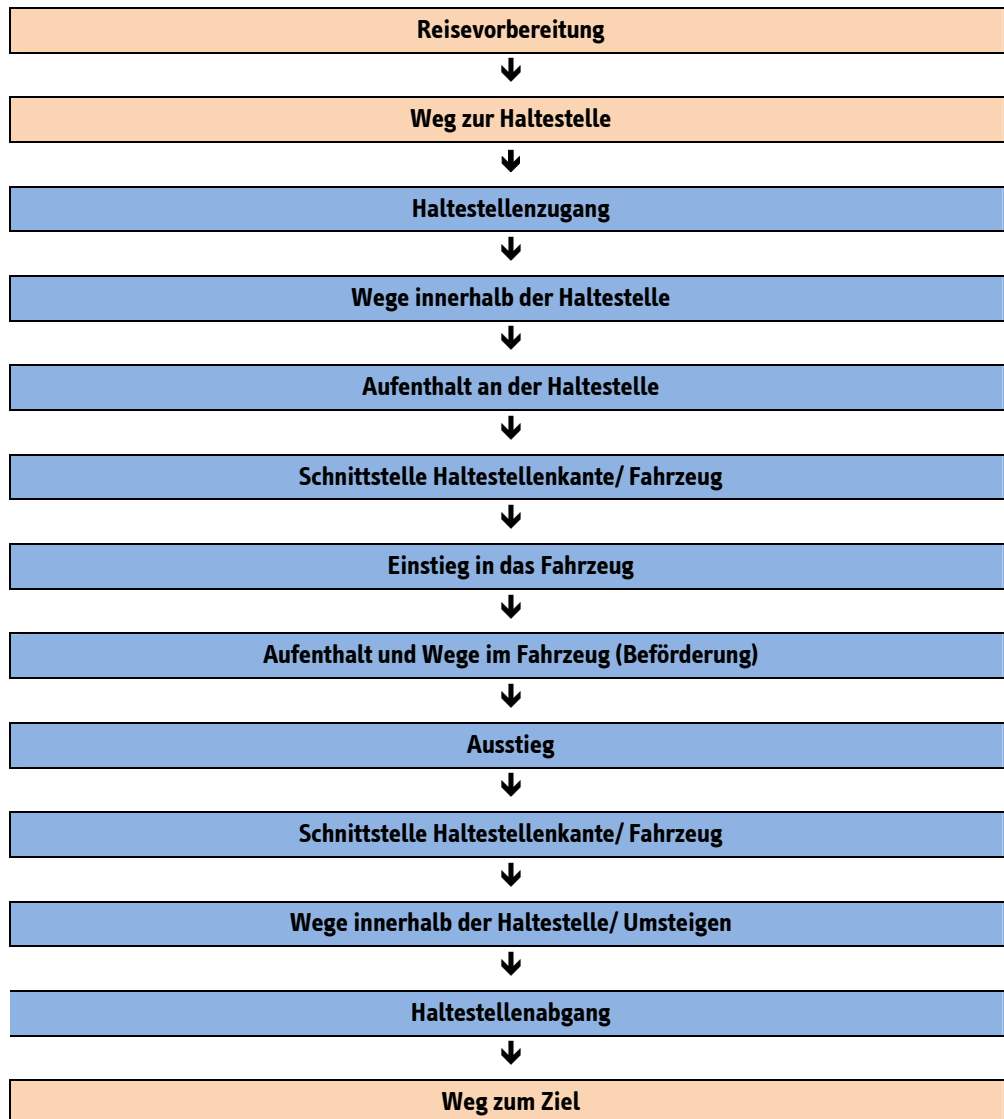 Reisevorbereitung
Weg zur Haltestelle
Haltestellenzugang
Wege innerhalb der Haltestelle
Aufenthalt an der Haltestelle
Schnittstelle Haltestellenkante/ Fahrzeug
Einstieg in das Fahrzeug
Aufenthalt und Wege im Fahrzeug (Beförderung)
Ausstieg
Schnittstelle Haltestellenkante/ Fahrzeug
Wege innerhalb der Haltestelle/ Umsteigen
Haltestellenabgang
Weg zum Ziel